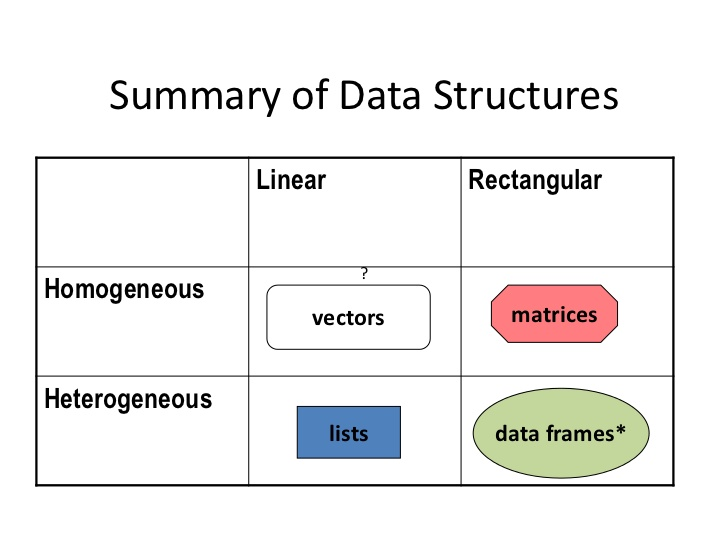 Summary of Data Structures
Linear
Rectangular
Homogeneous
?
vectors
matrices
Heterogeneous
lists
data frames*